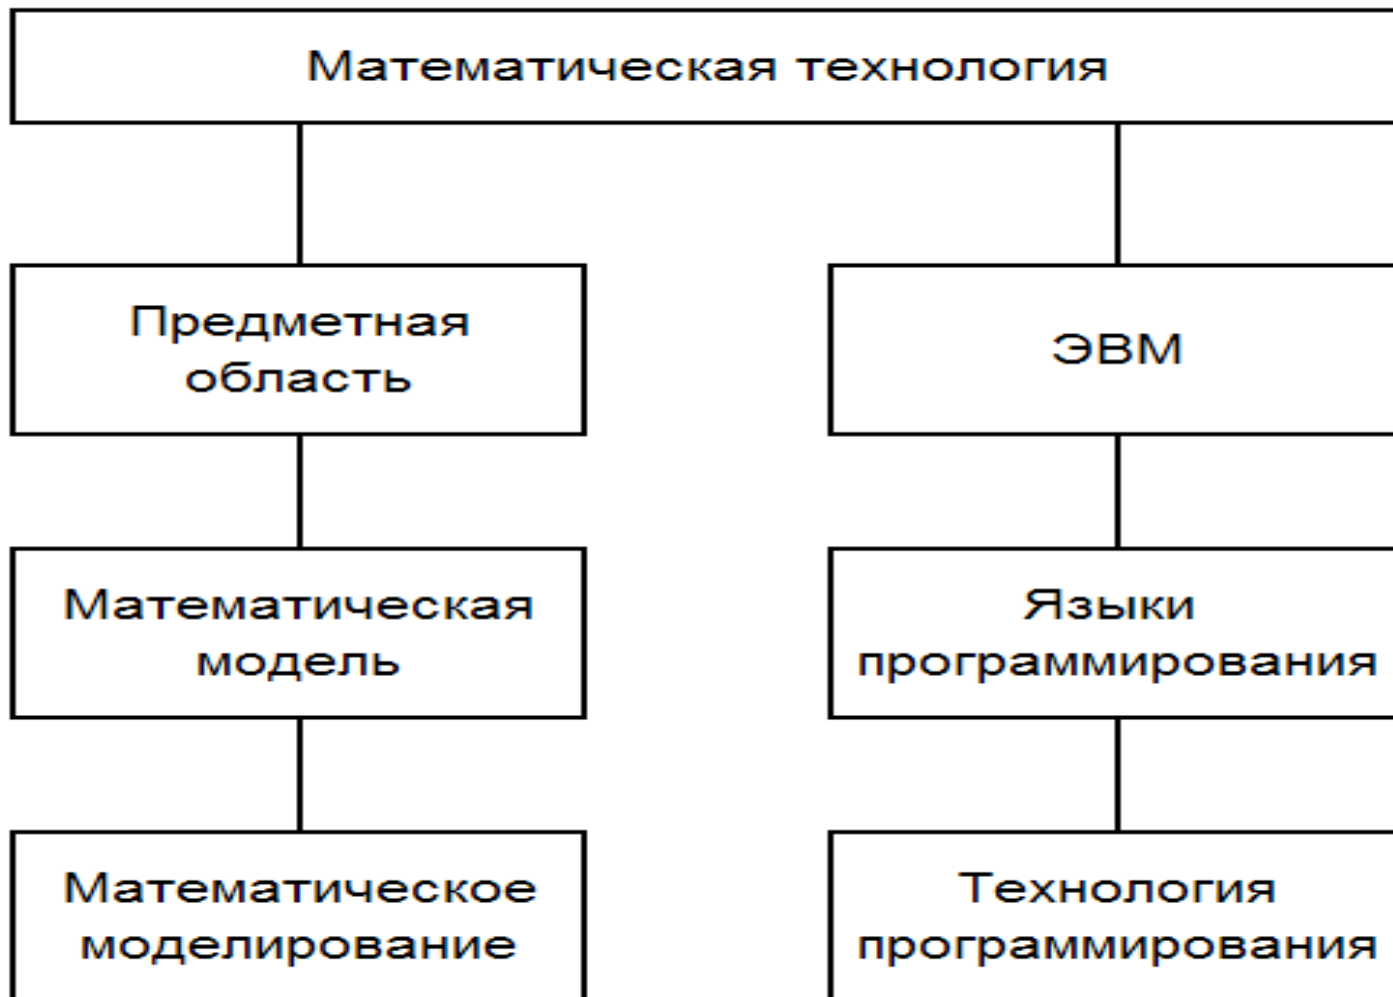 Математическая технология
Предметная
область
ЭВМ
Математическая
модель
Языки
программирования
Математическое
моделирование
Технология
программирования